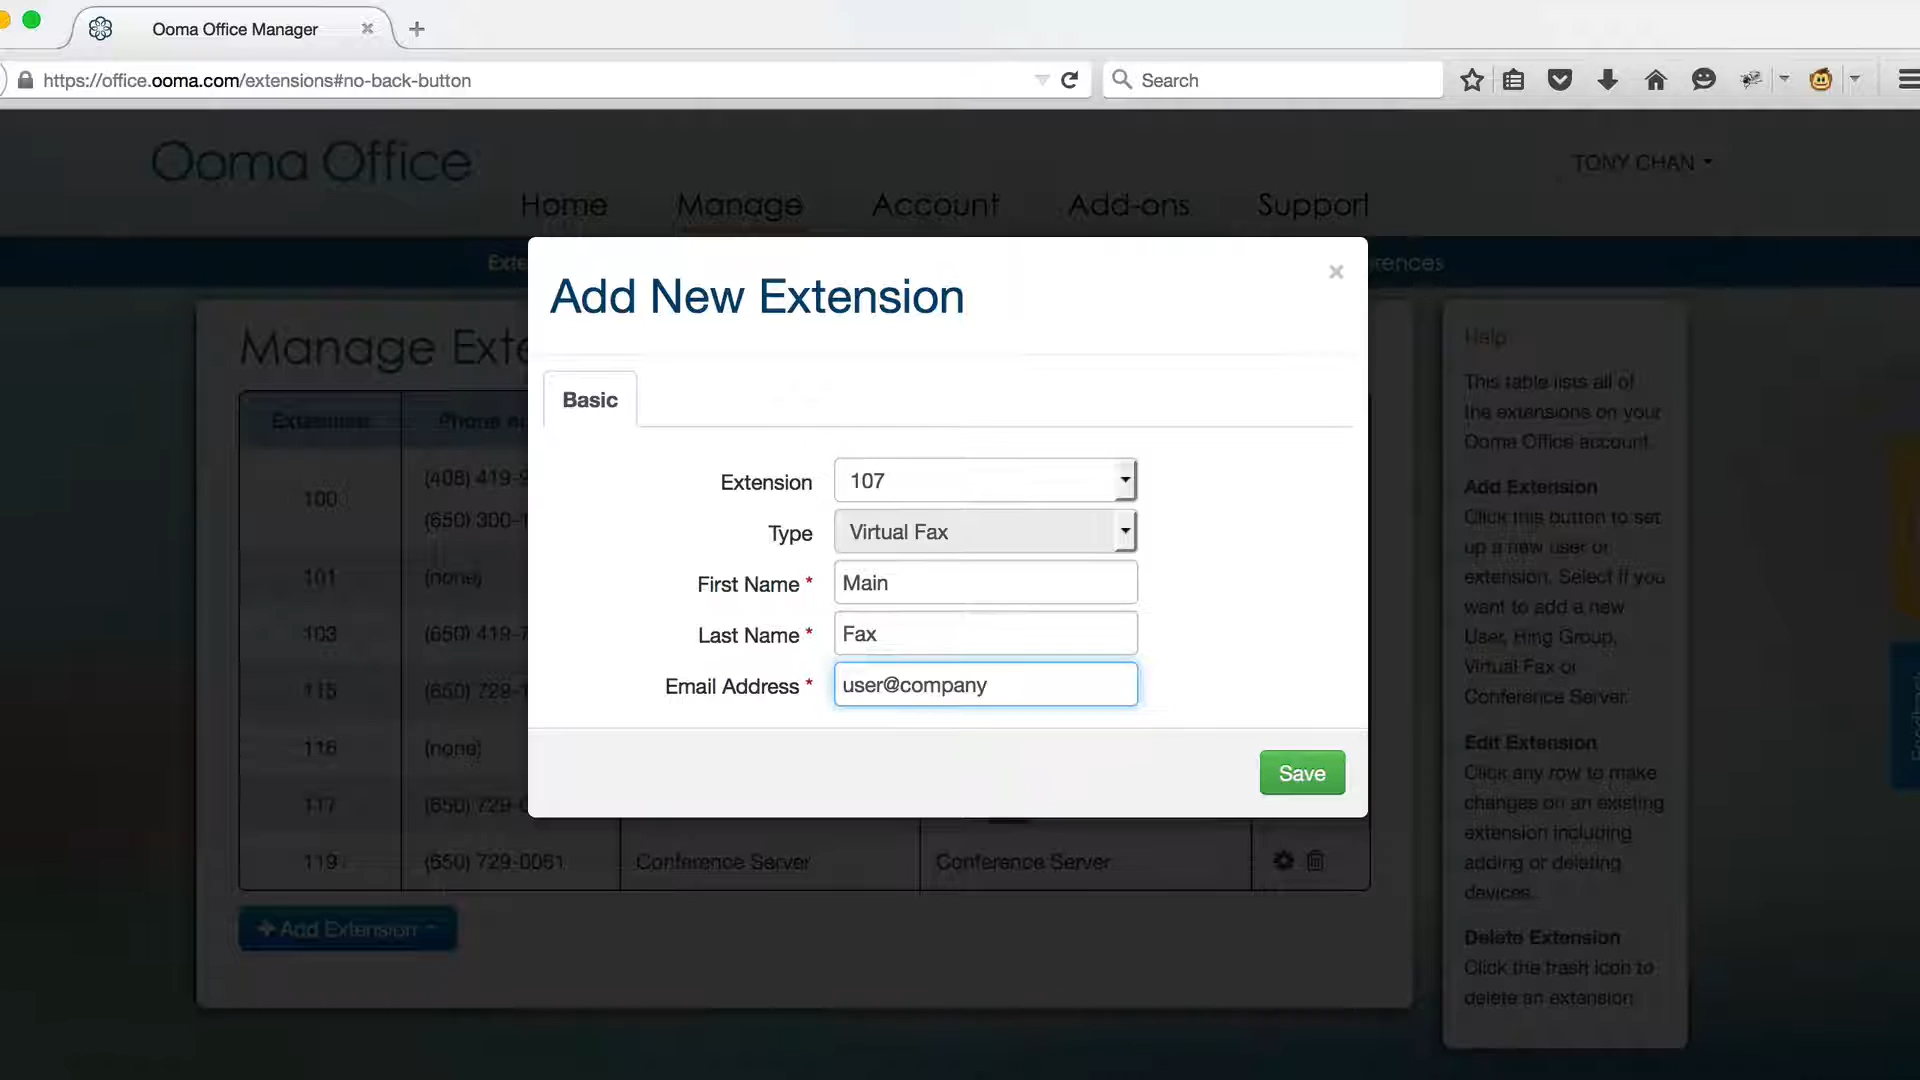 Ooma Office Manager
https://office.ooma.com/extensions#no-back-button
Search
Ooma Office
TONY CHAN
Home Manage Account Add-ons Support
Add New Extension
Basic
Extension 107
Type Virtual Fax
First Name * Main
Last Name * Fax
Email Address * user@company
Save
Manage
Extension Phone
100 (408) 419-9
(650) 300-1
101 (none)
103 (650) 419-7
115 (650) 729-1
116 (none)
117 (650) 729-0
119 (650) 729-0061 Conference Server Conference Server
Add Extension
Help
This table lists all of
the extensions on your
Ooma Office account.
Add Extension
Click this button to set
up a new user or
extension. Select if you
want to add a new
User, Ring Group,
Virtual Fax or
Conference Server.
Edit Extension
Click any row to make
changes on an existing
extension including
adding or deleting
devices.
Delete Extension
Click the trash icon to
delete an extension